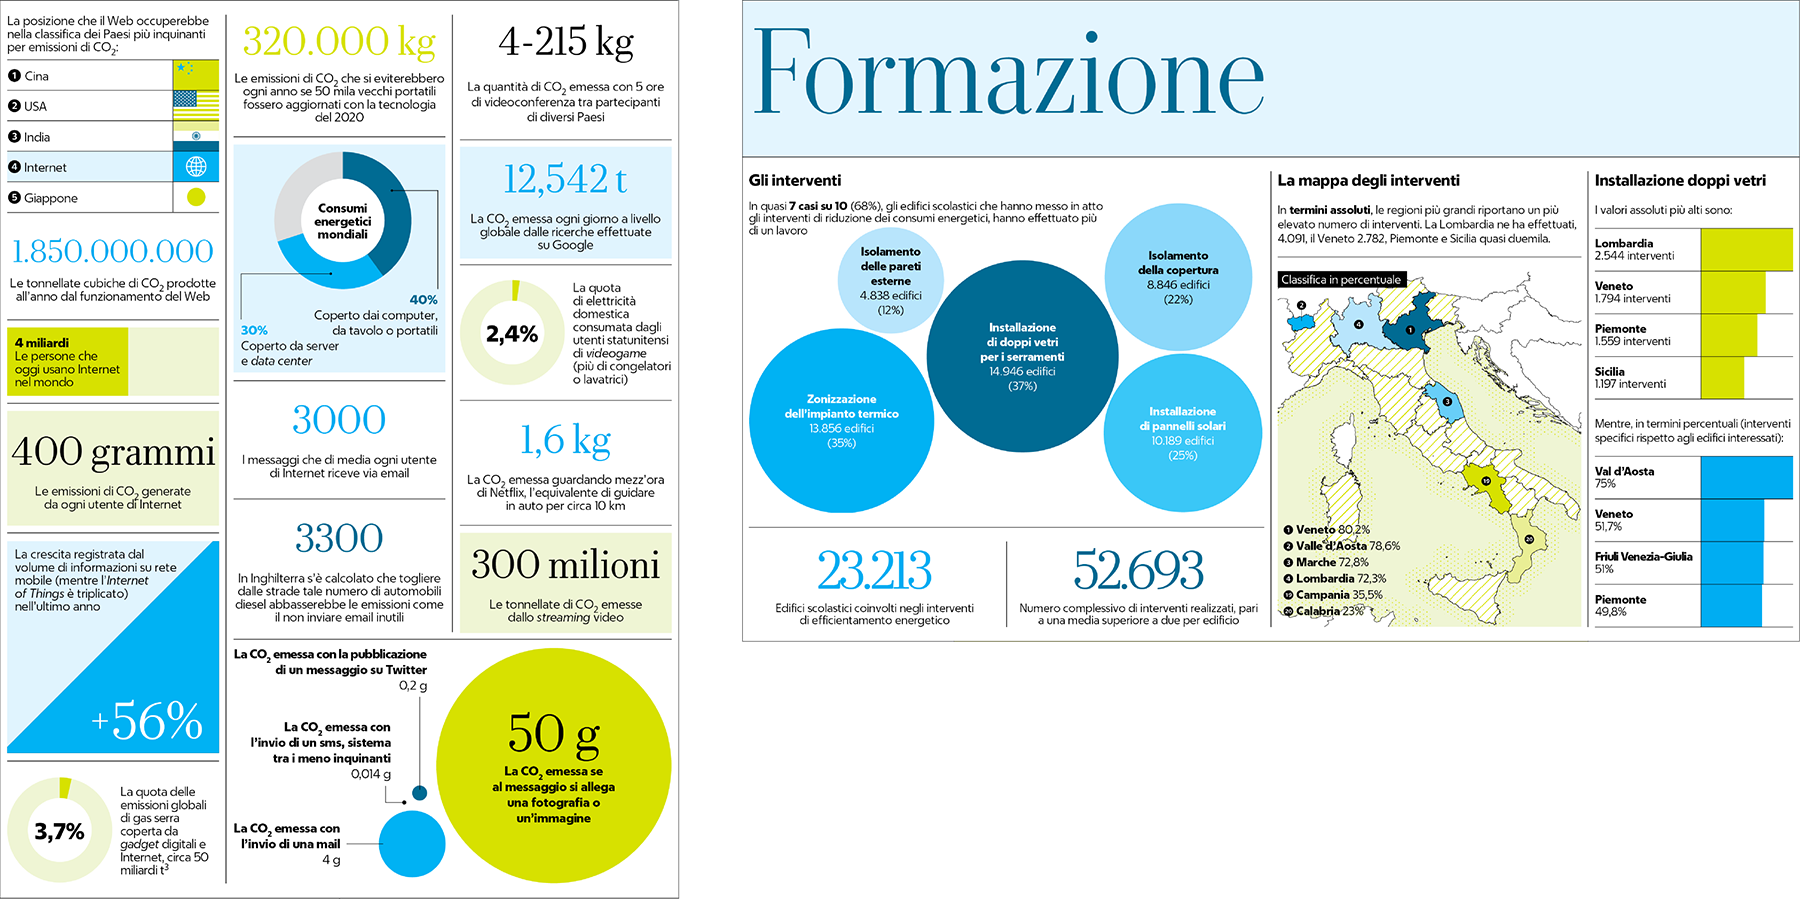 La posizione che il Web occuperebbe
nella classifica dei Paesi più inquinanti
per emissioni di CO2:
1 Cina
2 USA
3 India
4 Internet
5 Giappone
1.850.000.000
Le tonnellate cubiche di CO2 prodotte
all'anno dal funzionamento del Web
4 miliardi
Le persone che
oggi usano Internet
nel mondo
400 grammi
Le emissioni di CO2 generate
da ogni utente di Internet
La crescita registrata dal
volume di informazioni su rete
mobile (mentre l'Internet
of Things è triplicato)
nell'ultimo anno
+56%
3,7%
La quota delle
emissioni globali
di gas serra
coperta da
gadget digitali e
Internet, circa 50
miliardi t3
320.000 kg
Le emissioni di CO2 che si eviterebbero
ogni anno se 50 mila vecchi portatili
fossero aggiornati con la tecnologia
del 2020
Consumi
energetici
mondiali
40%
Coperto dai computer,
da tavolo o portatili
30%
Coperto da server
e data center
3000
I messaggi che di media ogni utente
di Internet riceve via email
3300
In Inghilterra s'è calcolato che togliere
dalle strade tale numero di automobili
diesel abbasserebbe le emissioni come
il non inviare email inutili
4-215 kg
La quantità di CO2 emessa con 5 ore
di videoconferenza tra partecipanti
di diversi Paesi
12,542 t
La CO2 emessa ogni giorno a livello
globale dalle ricerche effettuate
su Google
2,4%
La quota
di elettricità
domestica
consumata dagli
utenti statunitensi
di videogame
(più di congelatori
o lavatrici)
1,6 kg
La CO2 emessa guardando mezz'ora
di Netflix, l'equivalente di guidare
in auto per circa 10 km
300 milioni
Le tonnellate di CO2 emesse
dallo streaming video
La CO2 emessa con la pubblicazione
di un messaggio su Twitter
0,2 g
La CO2 emessa con
l'invio di un sms, sistema
tra i meno inquinanti
0,014 g
La CO2 emessa con
l'invio di una mail
4 g
50 g
La CO2 emessa se
al messaggio si allega
una fotografia o
un'immagine
Formazione
Gli interventi
In quasi 7 casi su 10 (68%), gli edifici scolastici che hanno messo in atto
gli interventi di riduzione dei consumi energetici, hanno effettuato più
di un lavoro
Isolamento
delle pareti
esterne
4.838 edifici
(12%)
Isolamento
della copertura
8.846 edifici
(22%)
Installazione
di doppi vetri
per i serramenti
14.946 edifici
(37%)
Zonizzazione
dell'impianto termico
13.856 edifici
(35%)
Installazione
di pannelli solari
10.189 edifici
(25%)
23.213
Edifici scolastici coinvolti negli interventi
di efficientamento energetico
52.693
Numero complessivo di interventi realizzati, pari
a una media superiore a due per edificio
La mappa degli interventi
In termini assoluti, le regioni più grandi riportano un più
elevato numero di interventi. La Lombardia ne ha effettuati,
4.091, il Veneto 2.782, Piemonte e Sicilia quasi duemila.
Classifica in percentuale
2
4
1
3
19
20
1 Veneto 80,2%
2 Valle d'Aosta 78,6%
3 Marche 72,8%
4 Lombardia 72,3%
19 Campania 35,5%
20 Calabria 23%
Installazione doppi vetri
I valori assoluti più alti sono:
Lombardia
2.544 interventi
Veneto
1.794 interventi
Piemonte
1.559 interventi
Sicilia
1.197 interventi
Mentre, in termini percentuali (interventi
specifici rispetto agli edifici interessati):
Val d'Aosta
75%
Veneto
51,7%
Friuli Venezia-Giulia
51%
Piemonte
49,8%